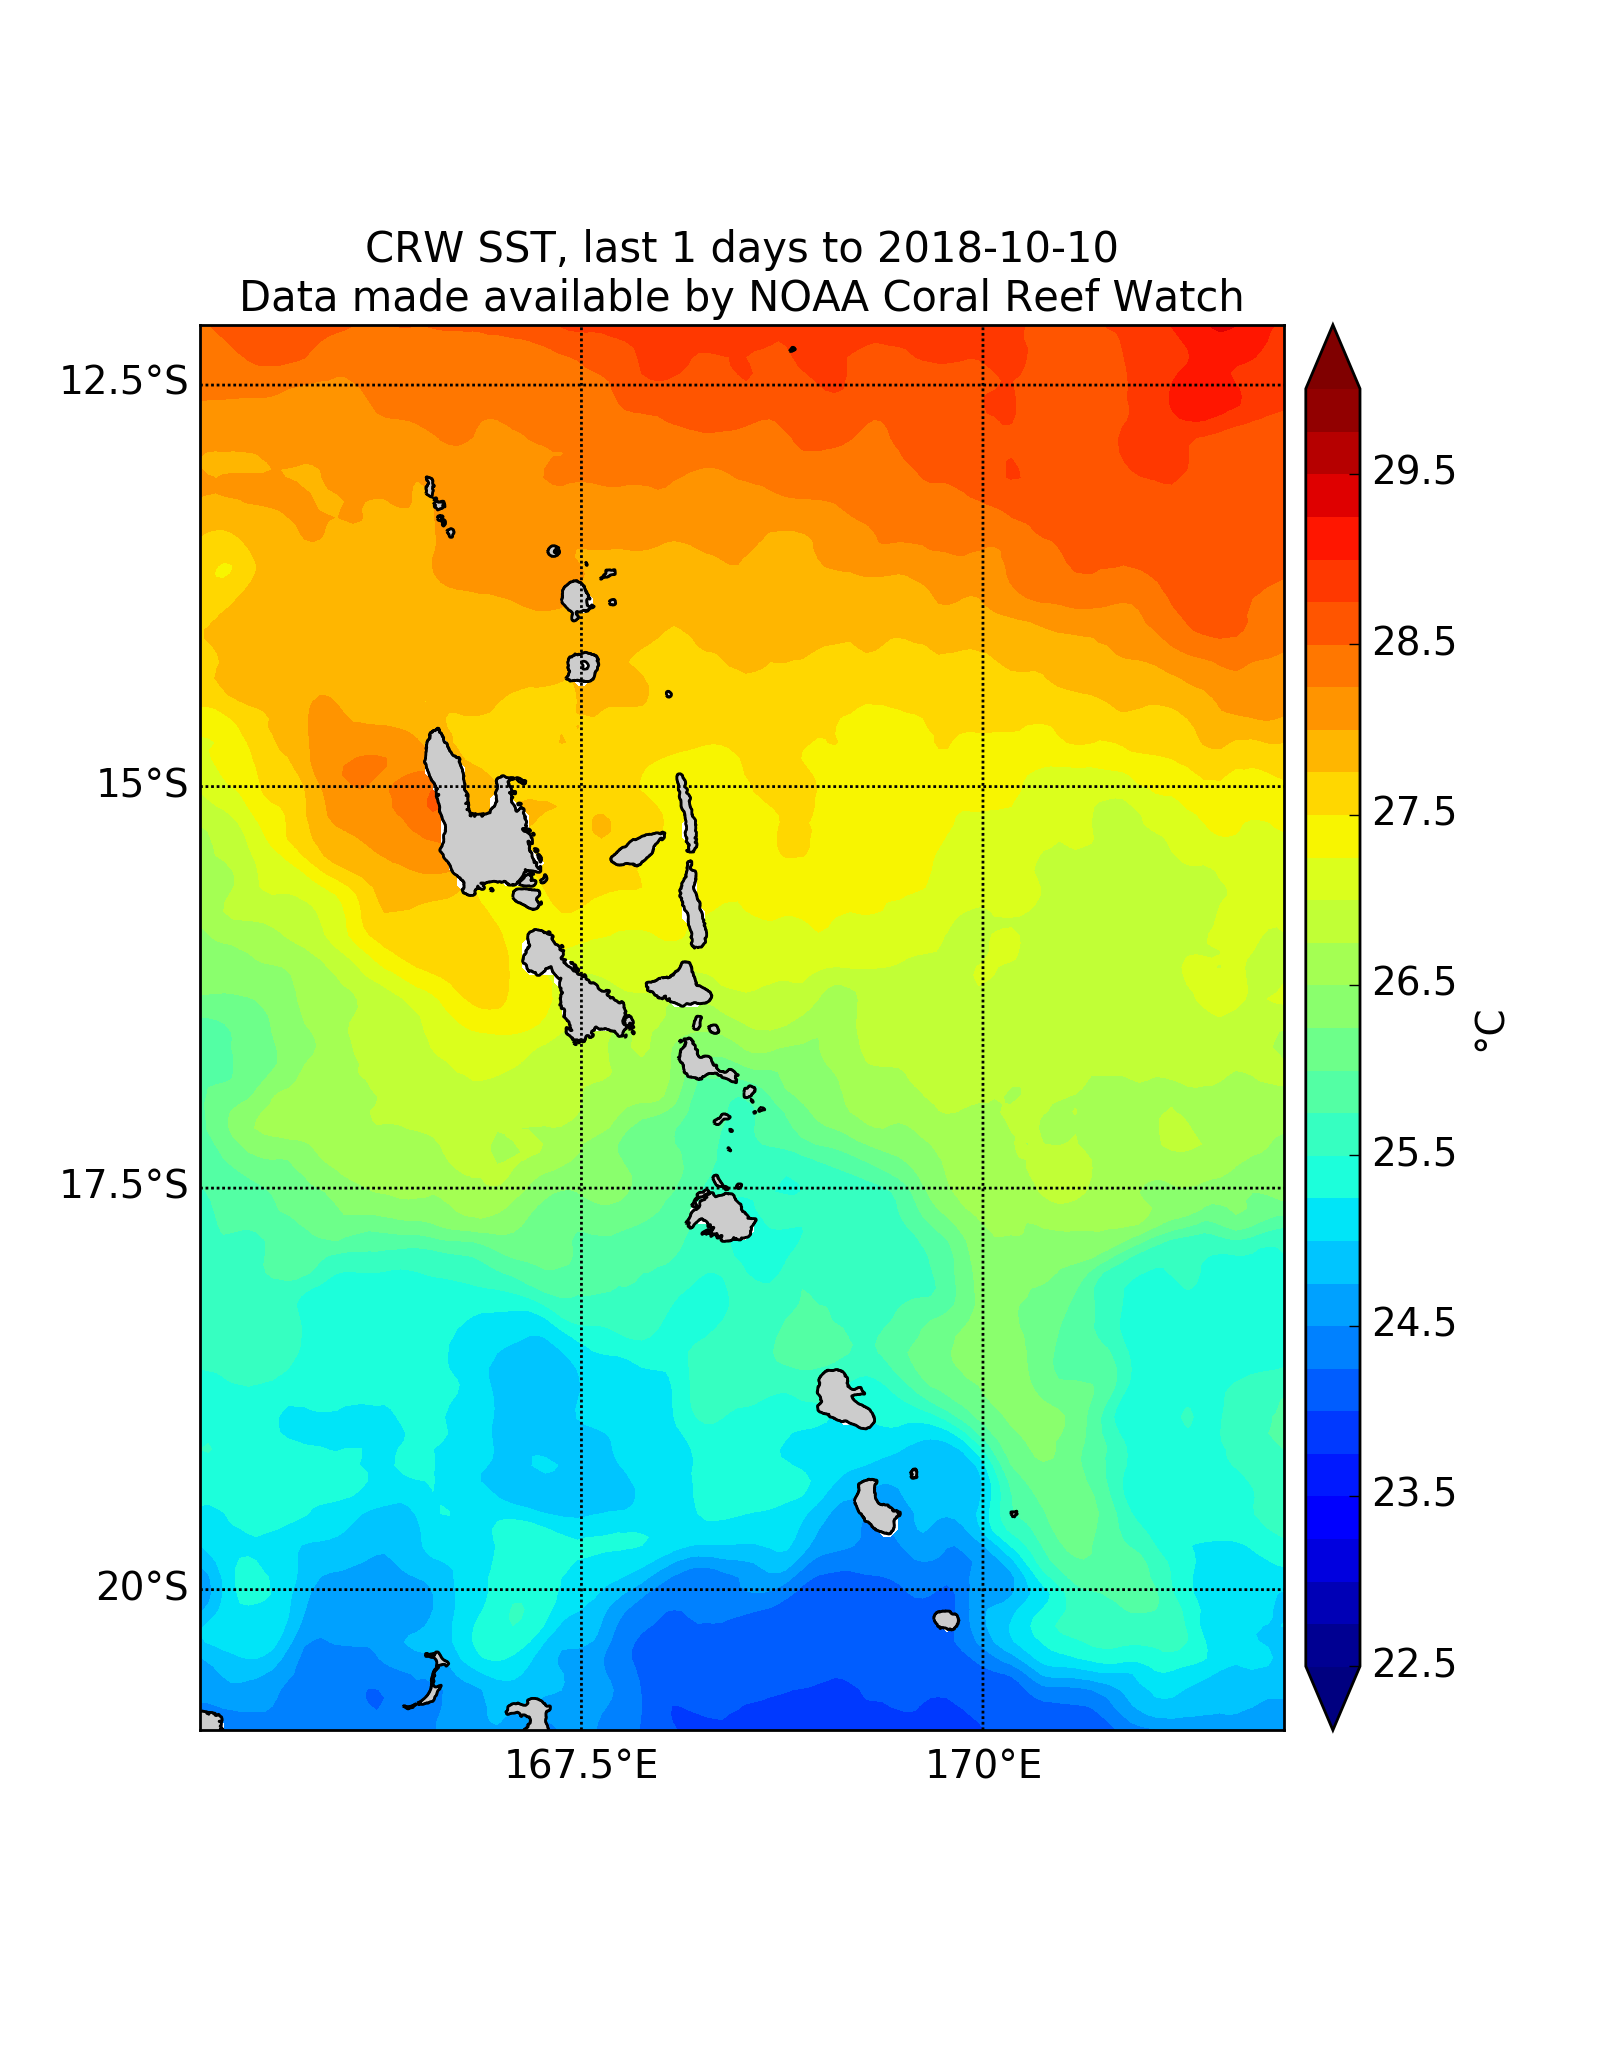 CRW SST, last 1 days to 2018-10-10
Data made available by NOAA Coral Reef Watch
12.5°S
15°S
17.5°S
20°S
167.5°E
170°E
29.5
28.5
27.5
26.5
25.5
24.5
23.5
22.5
°C